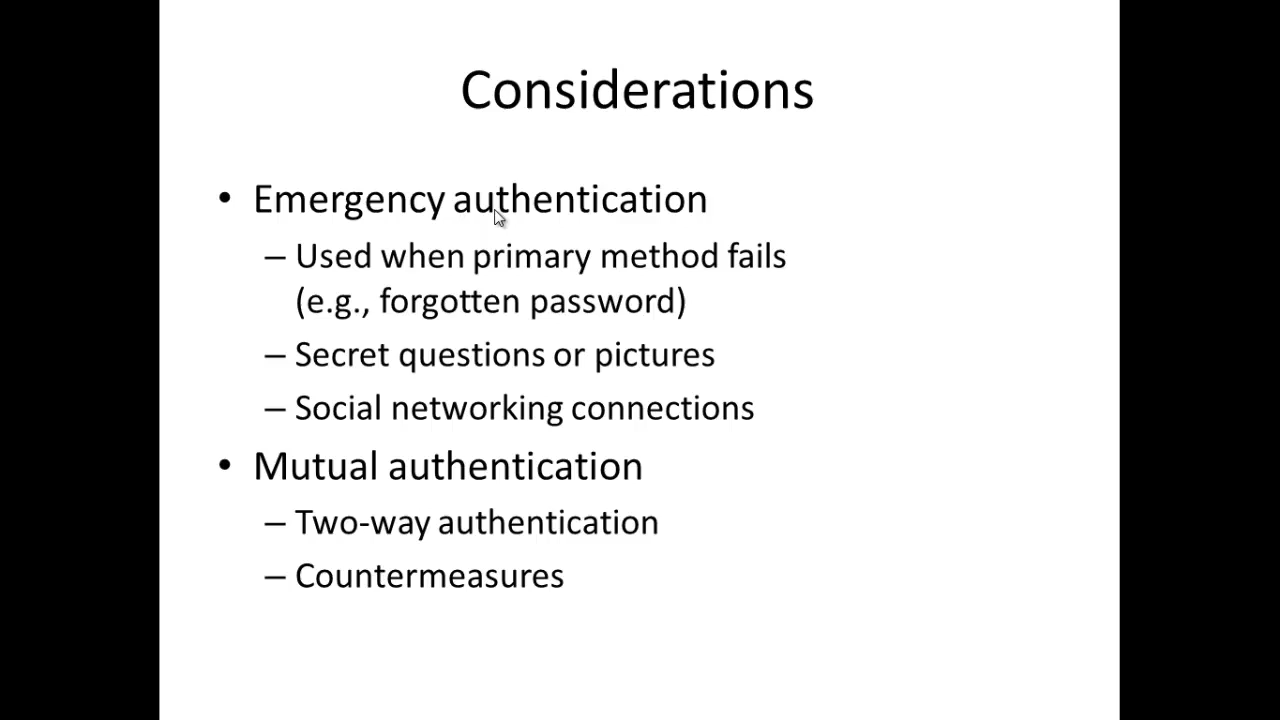 Considerations
• Emergency authentication
– Used when primary method fails
(e.g., forgotten password)
– Secret questions or pictures
– Social networking connections
• Mutual authentication
– Two-way authentication
– Countermeasures